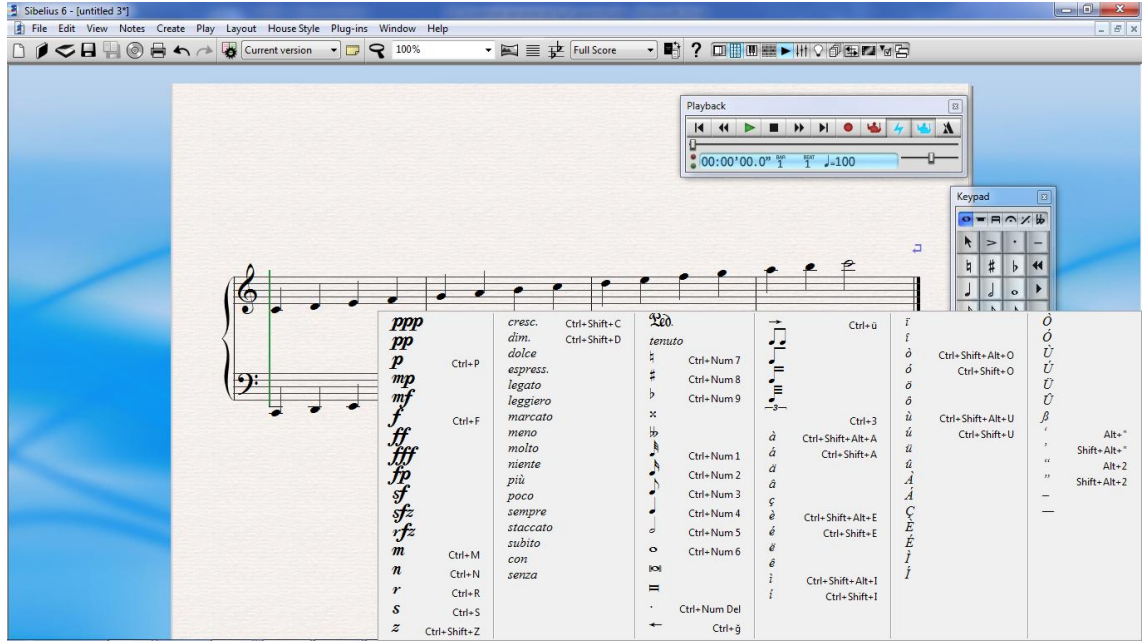 Sibelius 6 - [untitled 3*]
File Edit View Notes Create Play Layout House Style Plug-ins Window Help
Current version 100% Full Score
Playback
00:00'00.0" BAR 1 BEAT 1 =100
Keypad
ppp
pp
p Ctrl+P
mp
mf
f Ctrl+F
ff
fff
fp
sf
sfz
rfz
m Ctrl+M
n Ctrl+N
r Ctrl+R
s Ctrl+S
z Ctrl+Shift+Z
cresc. Ctrl+Shift+C
dim. Ctrl+Shift+D
dolce
espress.
legato
leggiero
marcato
meno
molto
niente
più
poco
sempre
staccato
subito
con
senza
Ped.
tenuto
♮ Ctrl+Num 7
♯ Ctrl+Num 8
♭ Ctrl+Num 9
Ctrl+Num 1
Ctrl+Num 2
Ctrl+Num 3
Ctrl+Num 4
Ctrl+Num 5
Ctrl+Num 6
. Ctrl+Num Del
← Ctrl+ğ
→ Ctrl+ü
3
Ctrl+3
à Ctrl+Shift+Alt+A
á Ctrl+Shift+A
ä
â
ç
è Ctrl+Shift+Alt+E
é Ctrl+Shift+E
ë
ê
ì Ctrl+Shift+Alt+I
í Ctrl+Shift+I
ï
î
ò Ctrl+Shift+Alt+O
ó Ctrl+Shift+O
ö
ô
ù Ctrl+Shift+Alt+U
ú Ctrl+Shift+U
ü
û
À
Á
Ç
È
É
Ì
Í
Ò
Ó
Ù
Ú
Ü
Û
ß
‘ Alt+"
’ Shift+Alt+"
“ Alt+2
” Shift+Alt+2
–
—